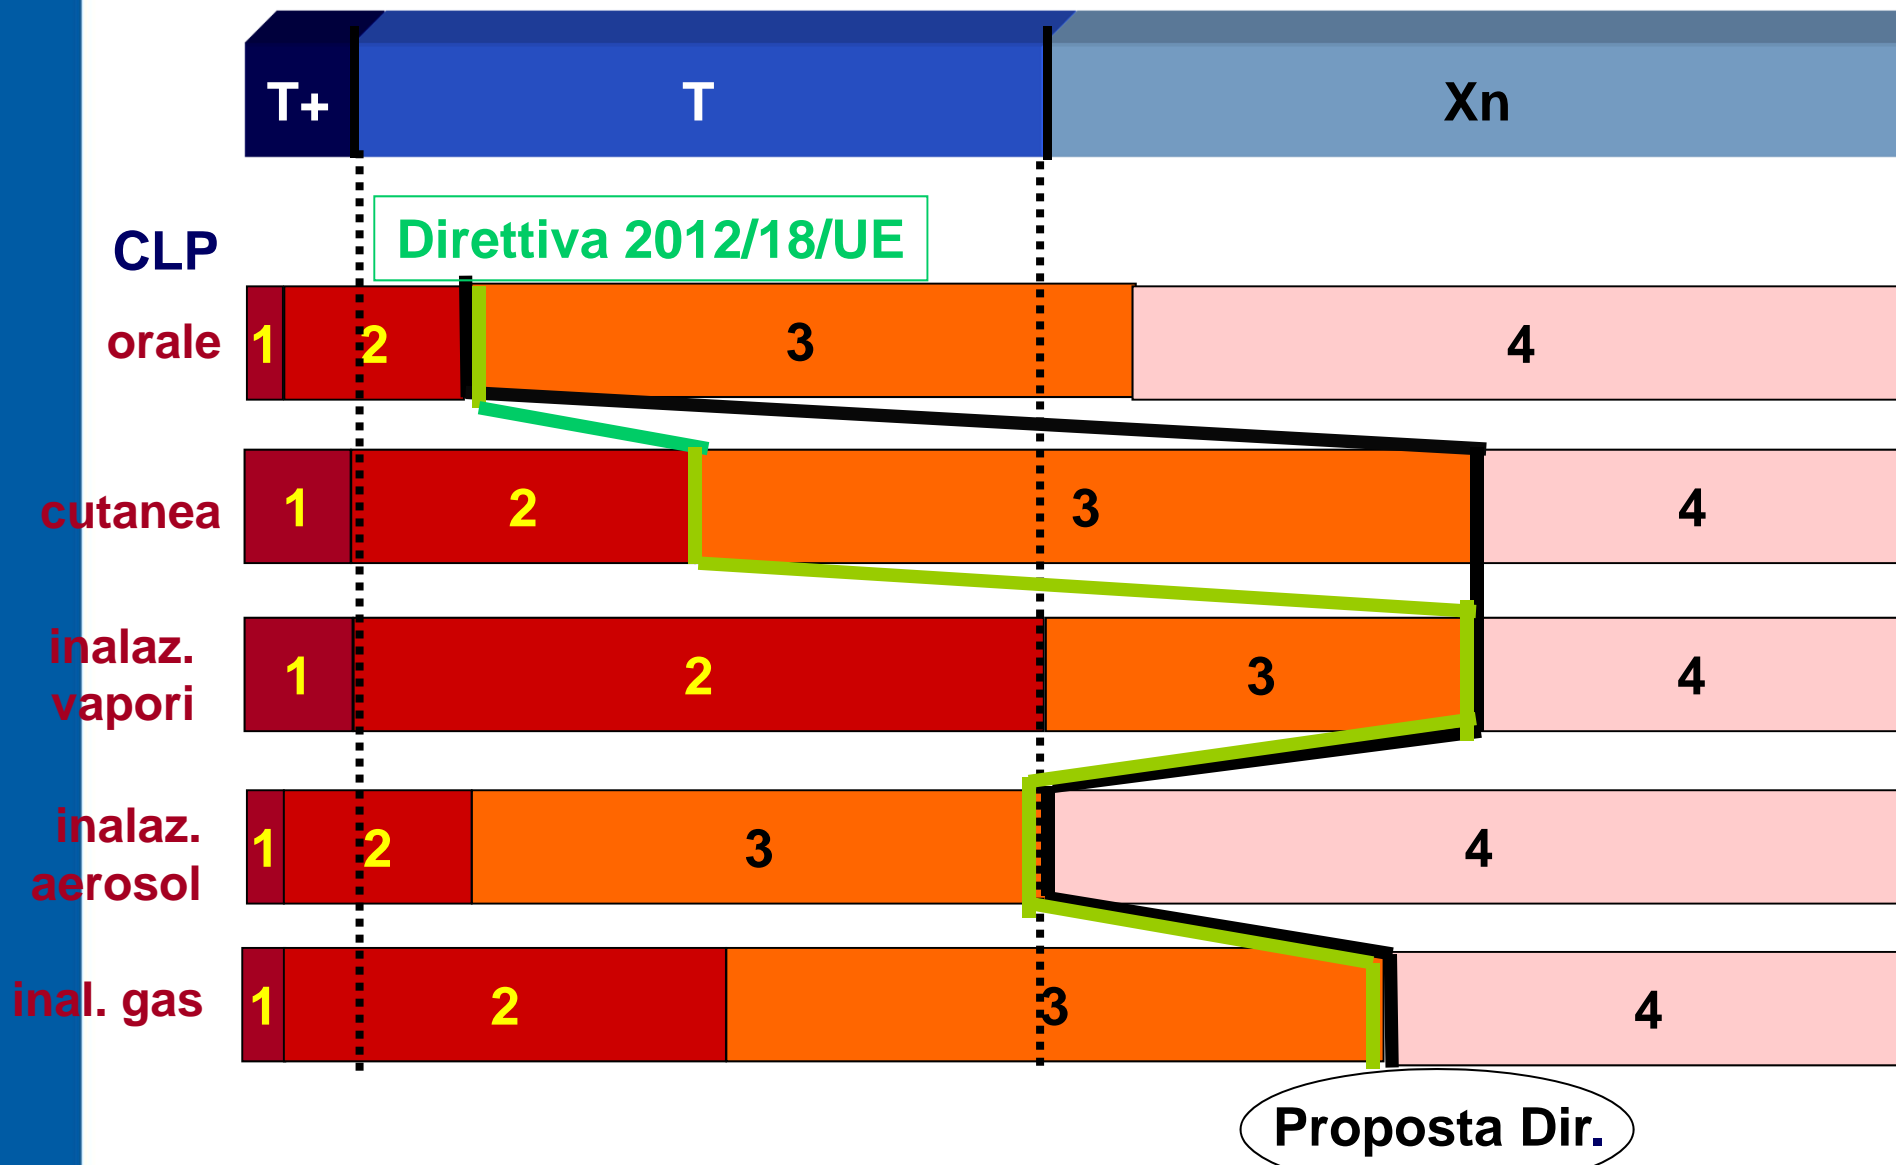 T+ T Xn
CLP
Direttiva 2012/18/UE
orale 1 2 3 4
cutanea 1 2 3 4
inalaz.
vapori 1 2 3 4
inalaz.
aerosol 1 2 3 4
inal. gas 1 2 3 4
Proposta Dir.